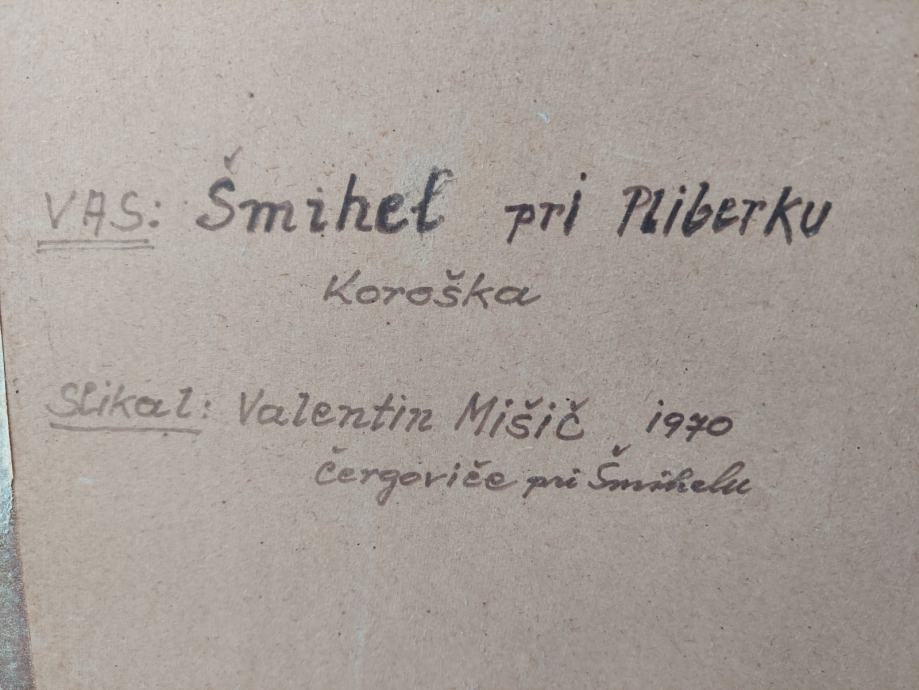 VAS: Šmihel pri Pliberku
Koroška
Slikal: Valentin Mišič 1970
Čergoviče pri Šmihelu